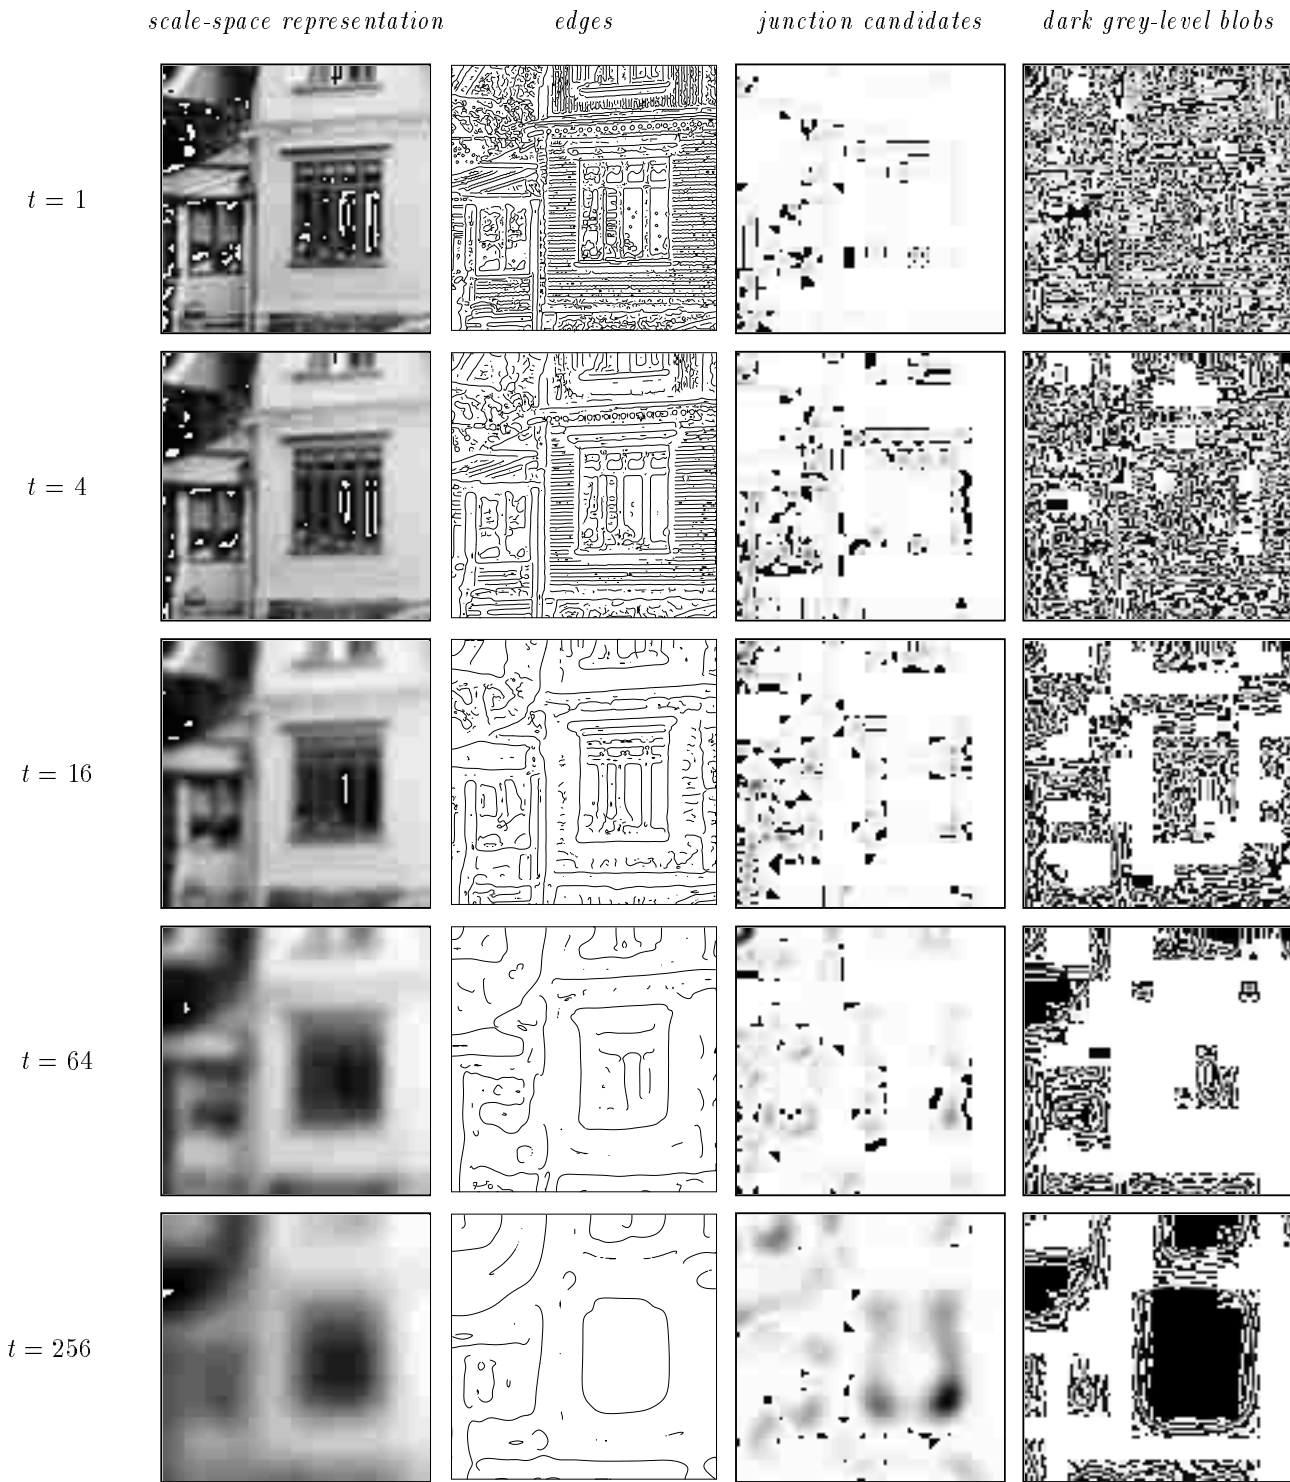 scale-space representation edges junction candidates dark grey-level blobs
t = 1
t = 4
t = 16
t = 64
t = 256